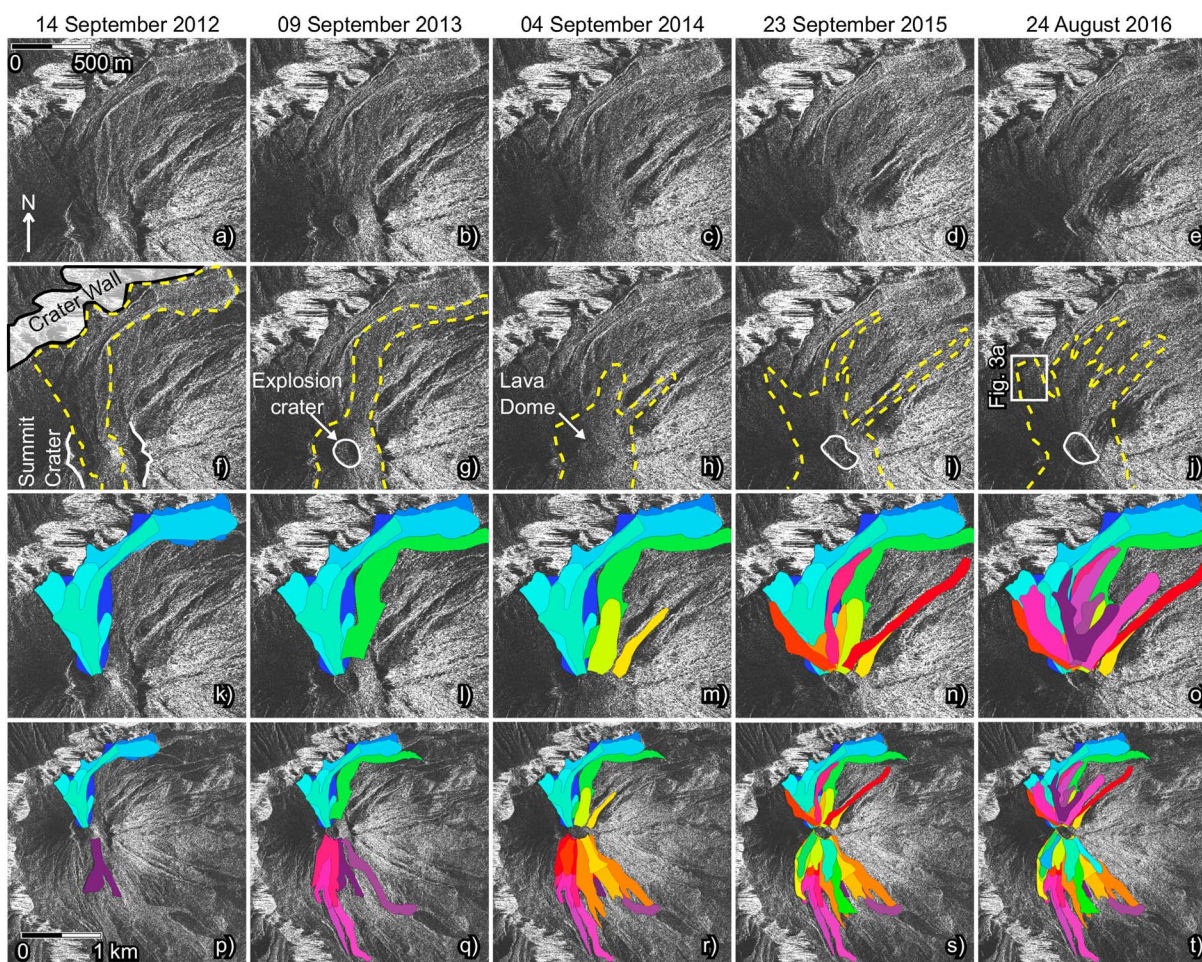 14 September 2012
09 September 2013
04 September 2014
23 September 2015
24 August 2016
0 500 m
N
a)
b)
c)
d)
e)
Crater Wall
Summit
Crater
f)
Explosion
crater
g)
Lava
Dome
h)
i)
Fig. 3a
j)
k)
l)
m)
n)
o)
0 1 km
p)
q)
r)
s)
t)